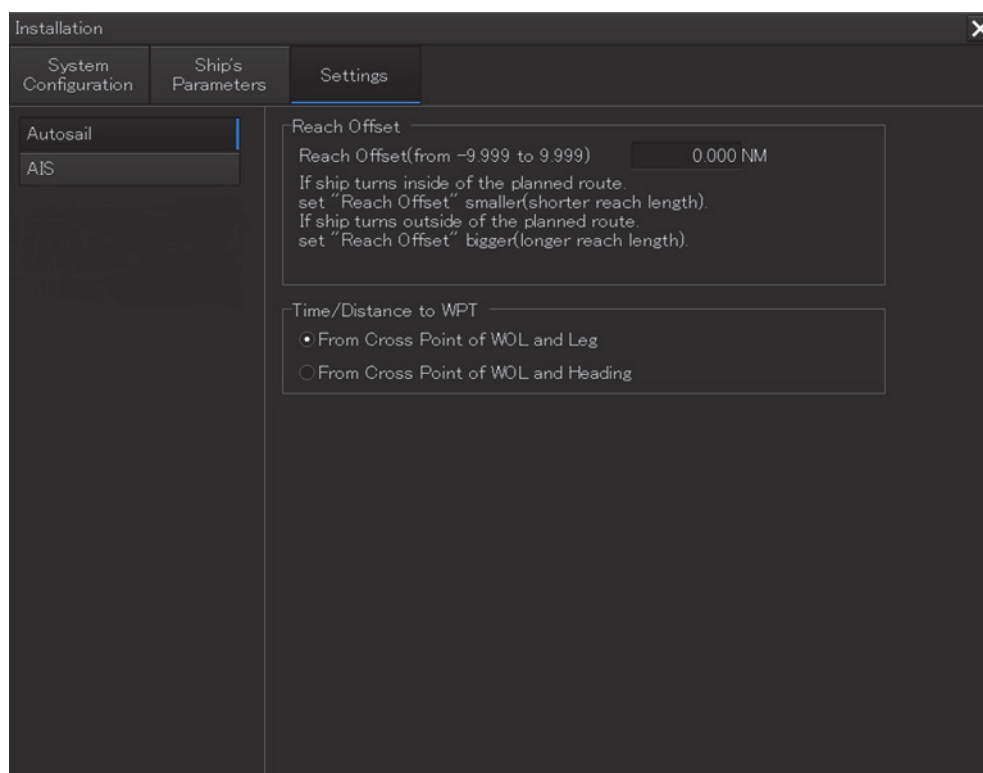 Installation
System
Configuration
Ship's
Parameters
Settings
Autosail
AIS
Reach Offset
Reach Offset(from -9.999 to 9.999) 0.000 NM
If ship turns inside of the planned route.
set "Reach Offset" smaller(shorter reach length).
If ship turns outside of the planned route.
set "Reach Offset" bigger(longer reach length).
Time/Distance to WPT
From Cross Point of WOL and Leg
From Cross Point of WOL and Heading